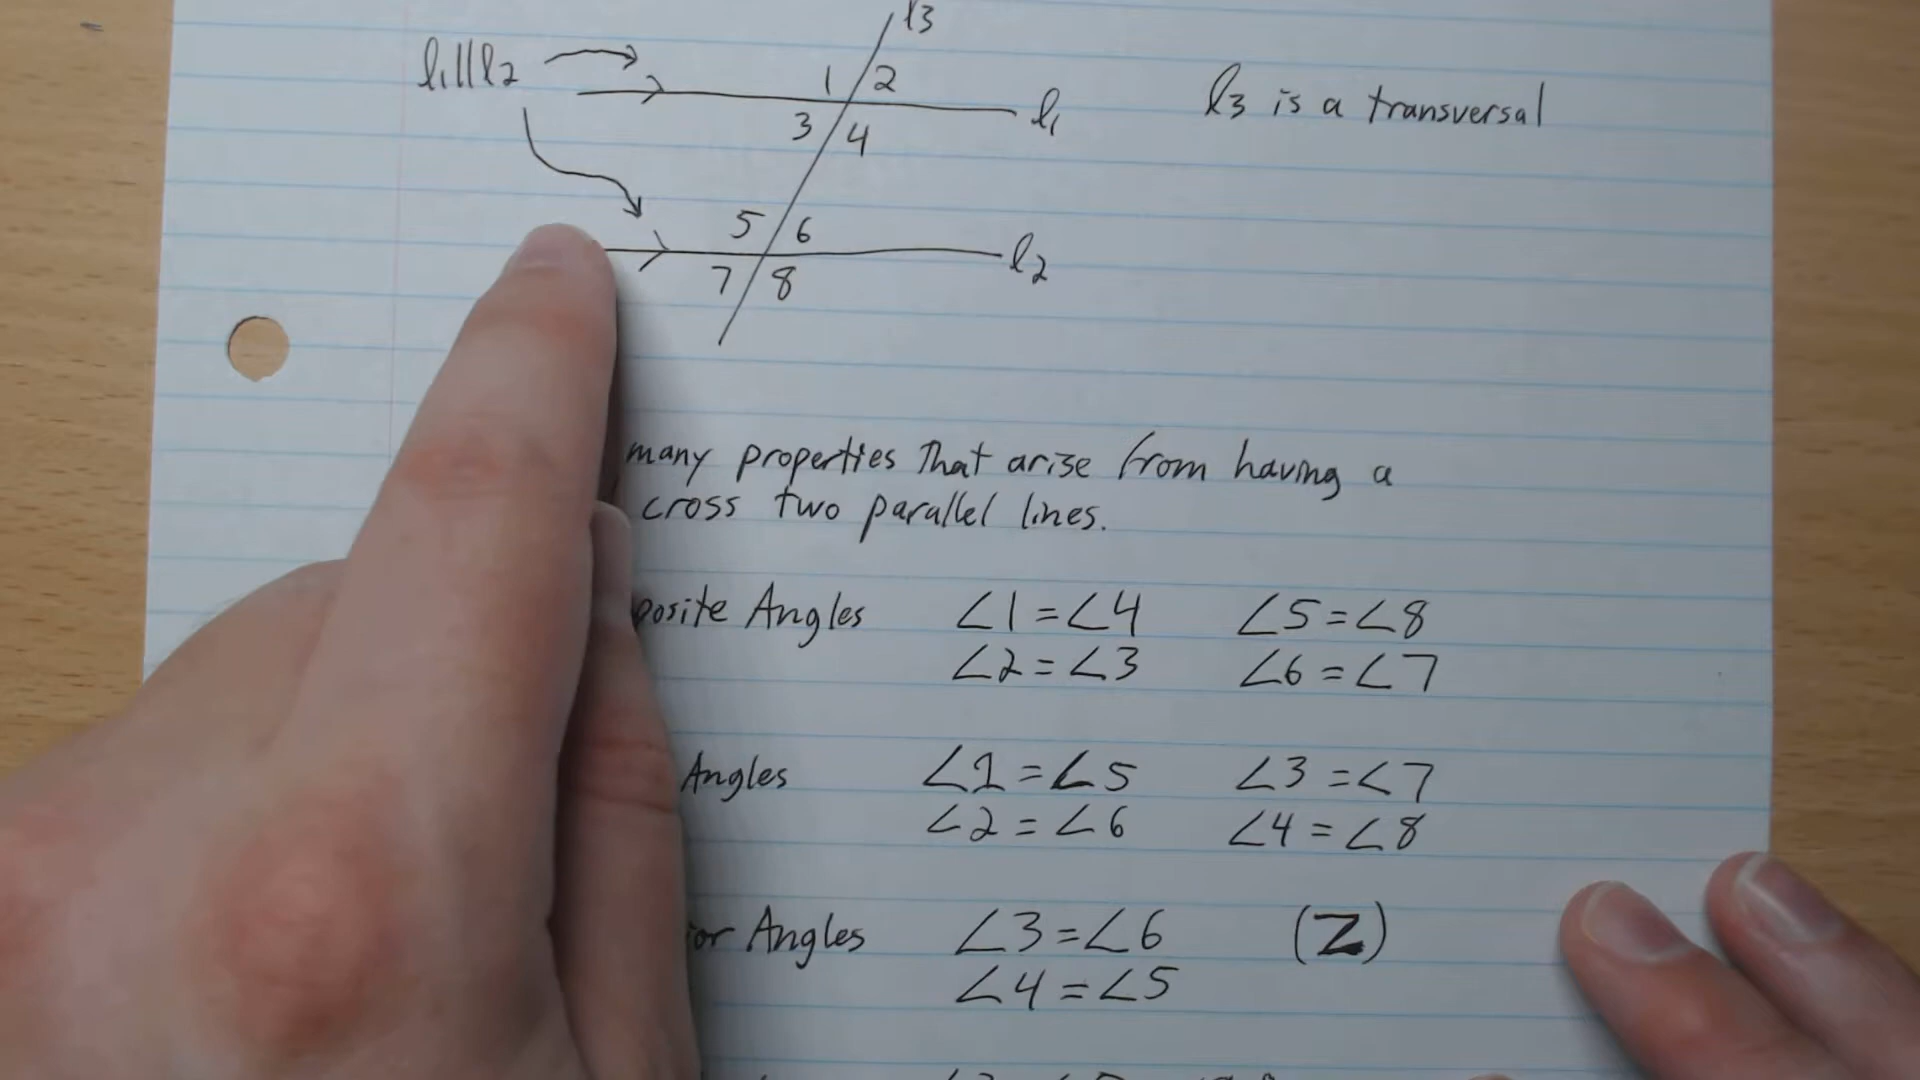 l3
l1||l2
1 2
l1
l3 is a transversal
3 4
5 6
l2
7 8
many properties that arise from having a
cross two parallel lines.
posite Angles ∠1=∠4 ∠5=∠8
∠2=∠3 ∠6=∠7
Angles ∠1=∠5 ∠3=∠7
∠2=∠6 ∠4=∠8
or Angles ∠3=∠6 (Z)
∠4=∠5